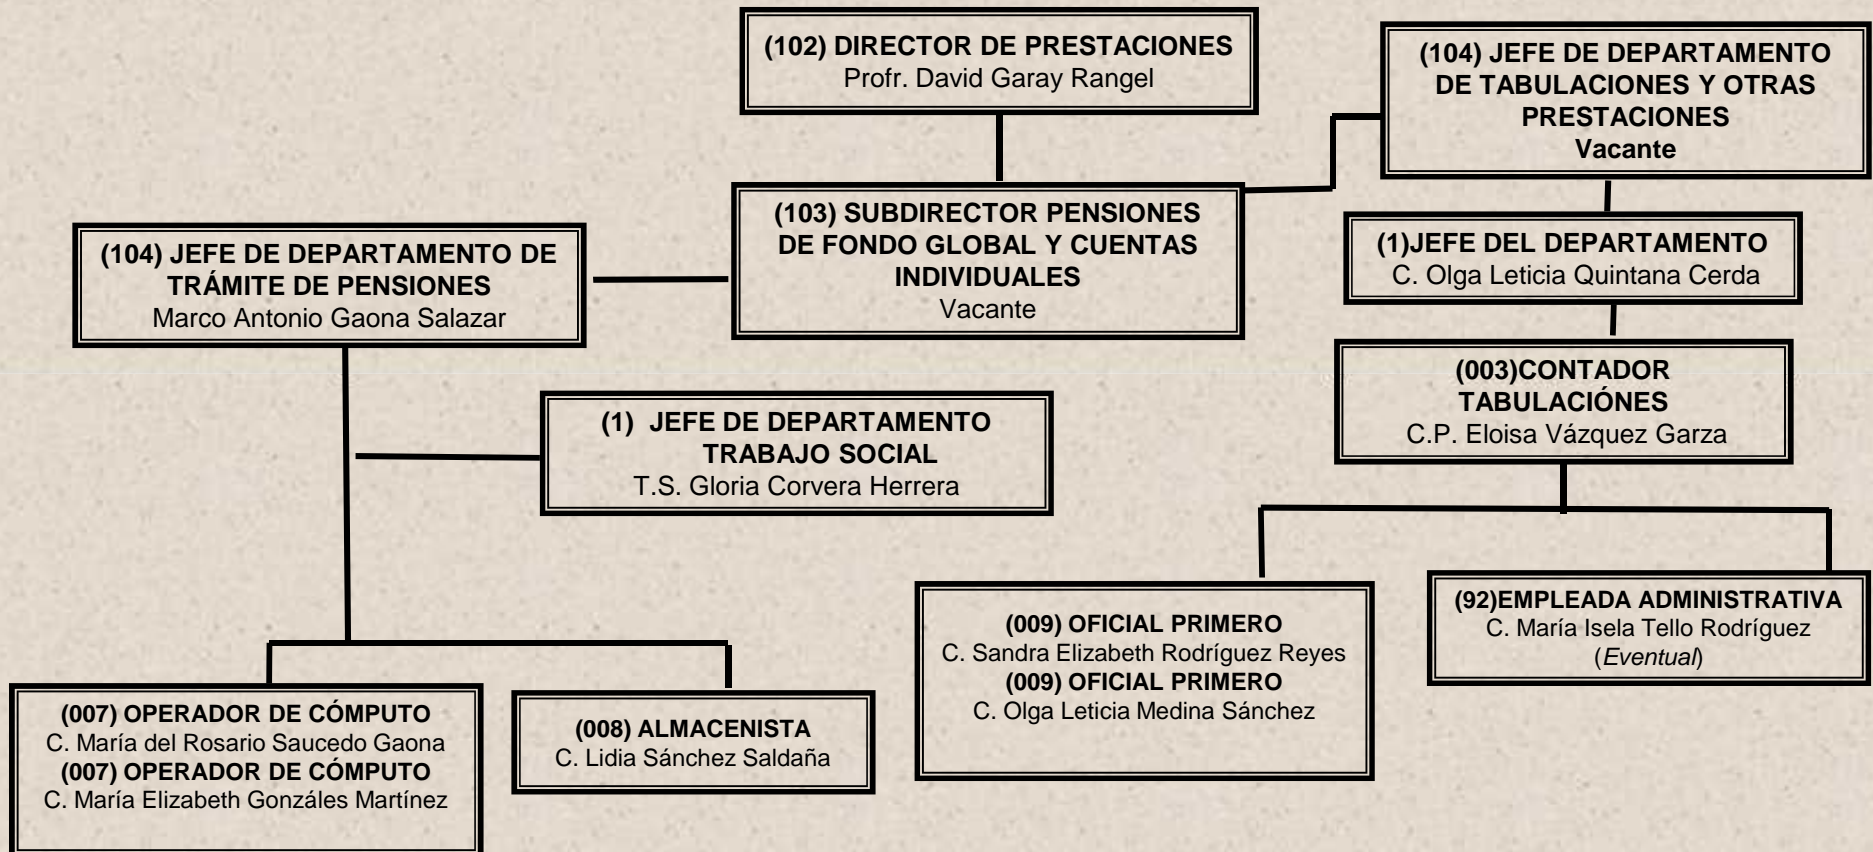 (102) DIRECTOR DE PRESTACIONES
Profr. David Garay Rangel
(104) JEFE DE DEPARTAMENTO
DE TABULACIONES Y OTRAS
PRESTACIONES
Vacante
(103) SUBDIRECTOR PENSIONES
DE FONDO GLOBAL Y CUENTAS
INDIVIDUALES
Vacante
(104) JEFE DE DEPARTAMENTO DE
TRÁMITE DE PENSIONES
Marco Antonio Gaona Salazar
(1)JEFE DEL DEPARTAMENTO
C. Olga Leticia Quintana Cerda
(003)CONTADOR
TABULACIÓNES
C.P. Eloisa Vázquez Garza
(1) JEFE DE DEPARTAMENTO
TRABAJO SOCIAL
T.S. Gloria Corvera Herrera
(009) OFICIAL PRIMERO
C. Sandra Elizabeth Rodríguez Reyes
(009) OFICIAL PRIMERO
C. Olga Leticia Medina Sánchez
(92)EMPLEADA ADMINISTRATIVA
C. María Isela Tello Rodríguez
(Eventual)
(007) OPERADOR DE CÓMPUTO
C. María del Rosario Saucedo Gaona
(007) OPERADOR DE CÓMPUTO
C. María Elizabeth Gonzáles Martínez
(008) ALMACENISTA
C. Lidia Sánchez Saldaña